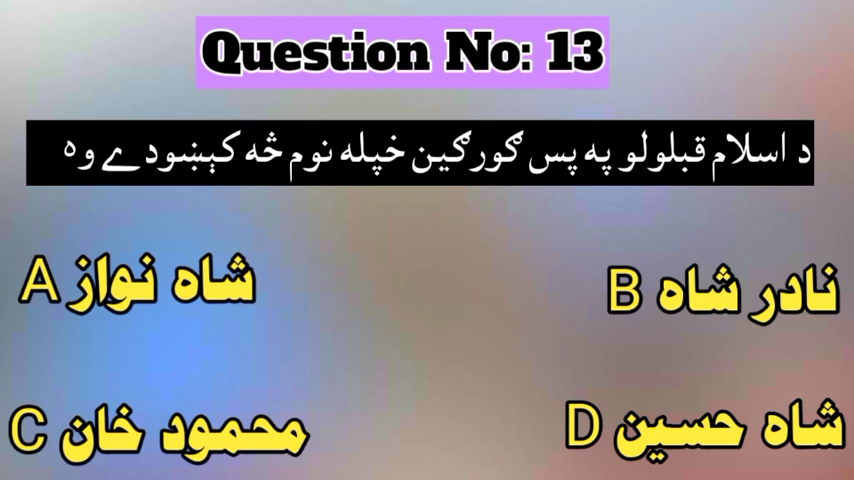 Question No: 13
د اسلام قبلولو په پس ګورګین خپله نوم څه کېښودے وه
A شاه نواز
B نادر شاه
C محمود خان
D شاه حسین